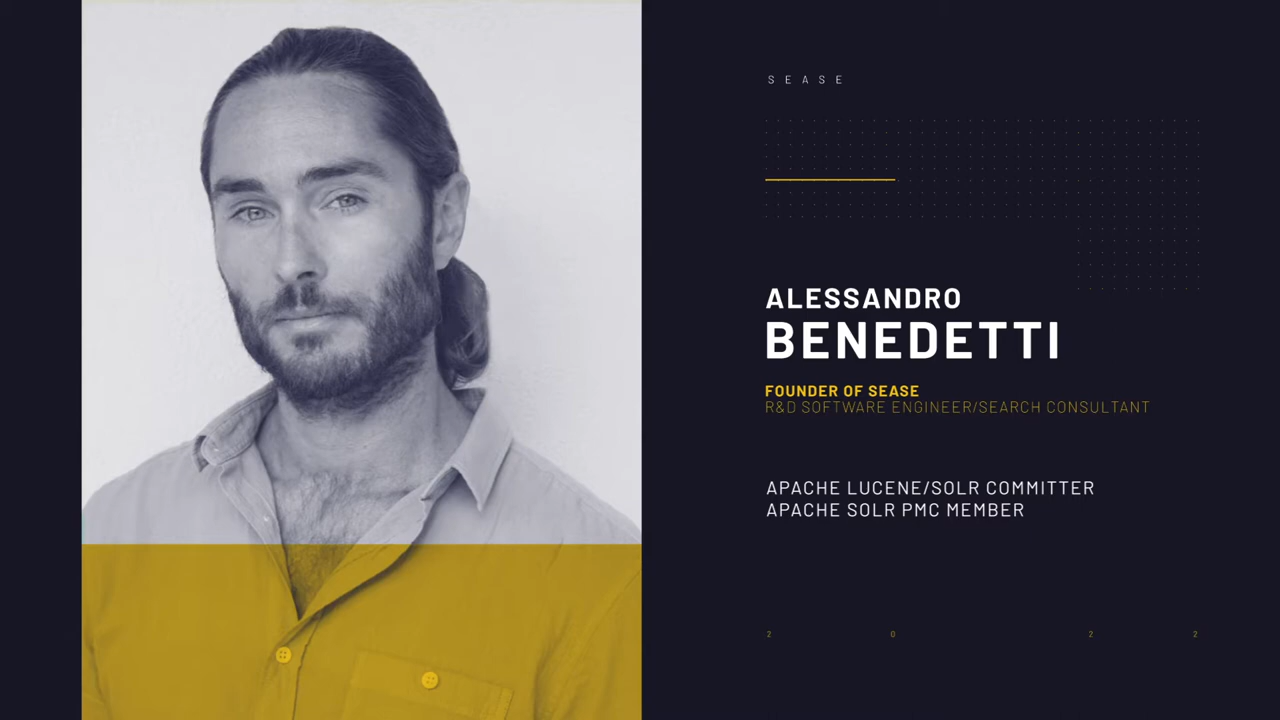 SEASE
ALESSANDRO
BENEDETTI
FOUNDER OF SEASE
R&D SOFTWARE ENGINEER/SEARCH CONSULTANT
APACHE LUCENE/SOLR COMMITTER
APACHE SOLR PMC MEMBER
2 0 2 2